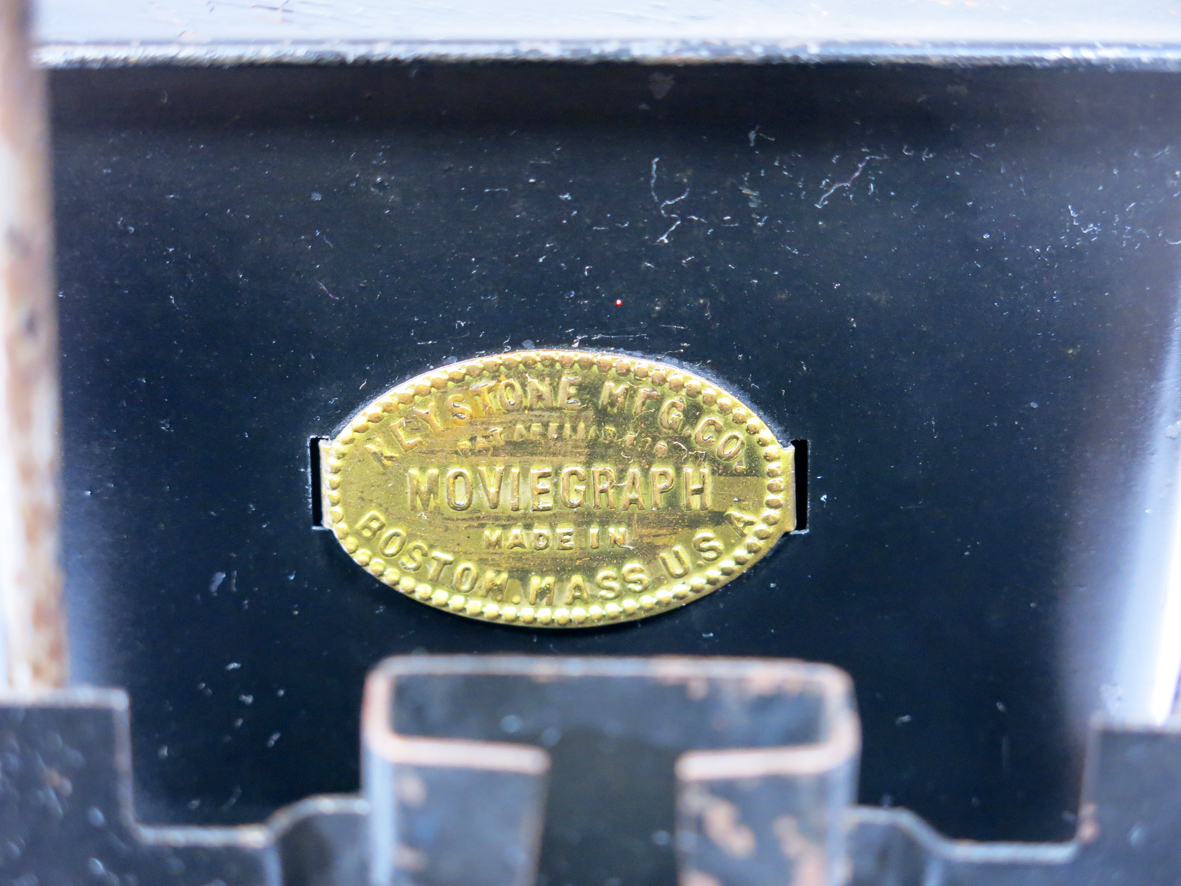 KEYSTONE MFG. CO.
MOVIEGRAPH
MADE IN
BOSTON. MASS. U.S.A.